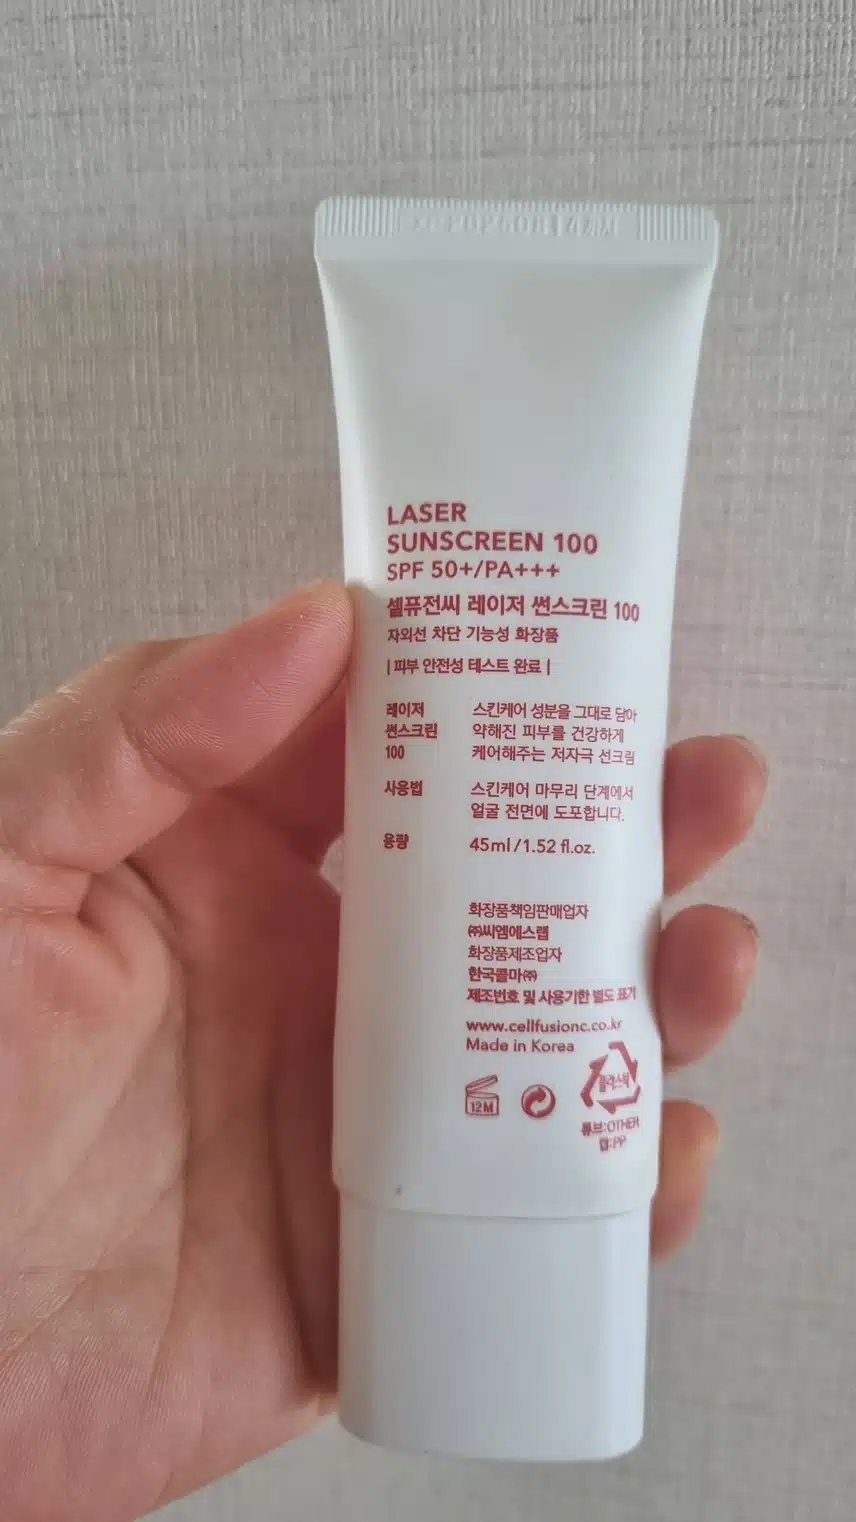 LASER
SUNSCREEN 100
SPF 50+/PA+++
셀퓨전씨 레이저 썬스크린 100
자외선 차단 기능성 화장품
| 피부 안전성 테스트 완료 |
레이저 스킨케어 성분을 그대로 담아
썬스크린 약해진 피부를 건강하게
100 케어해주는 저자극 선크림
사용법 스킨케어 마무리 단계에서
얼굴 전면에 도포합니다.
용량 45ml/1.52 fl.oz.
화장품책임판매업자
㈜씨엠에스랩
화장품제조업자
한국콜마㈜
제조번호 및 사용기한 별도 표기
www.cellfusionc.co.kr
Made in Korea
12M
플라스틱
튜브:OTHER
캡:PP